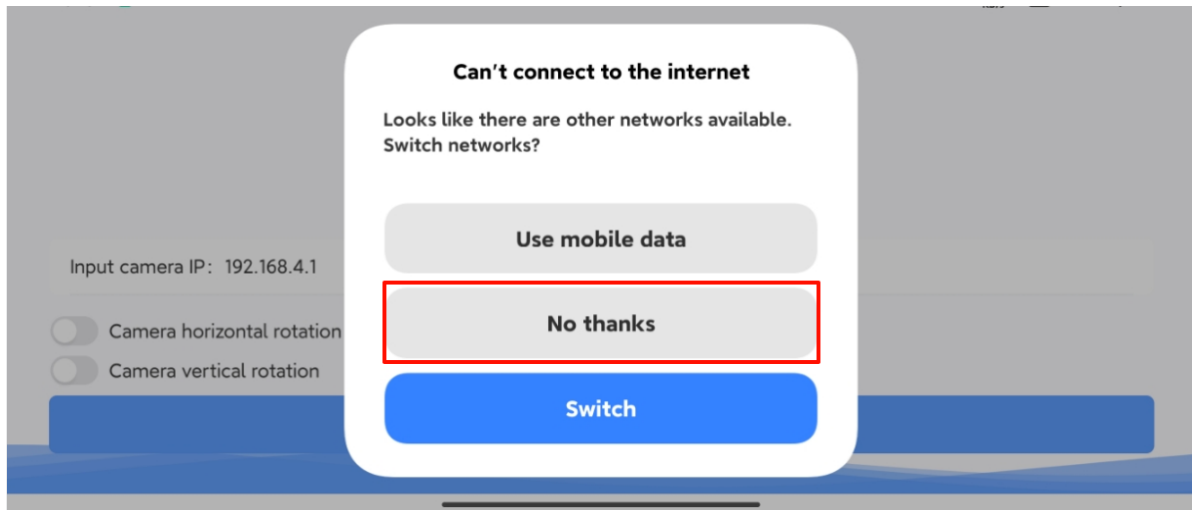 Can't connect to the internet
Looks like there are other networks available.
Switch networks?
Use mobile data
Input camera IP: 192.168.4.1
No thanks
Camera horizontal rotation
Camera vertical rotation
Switch